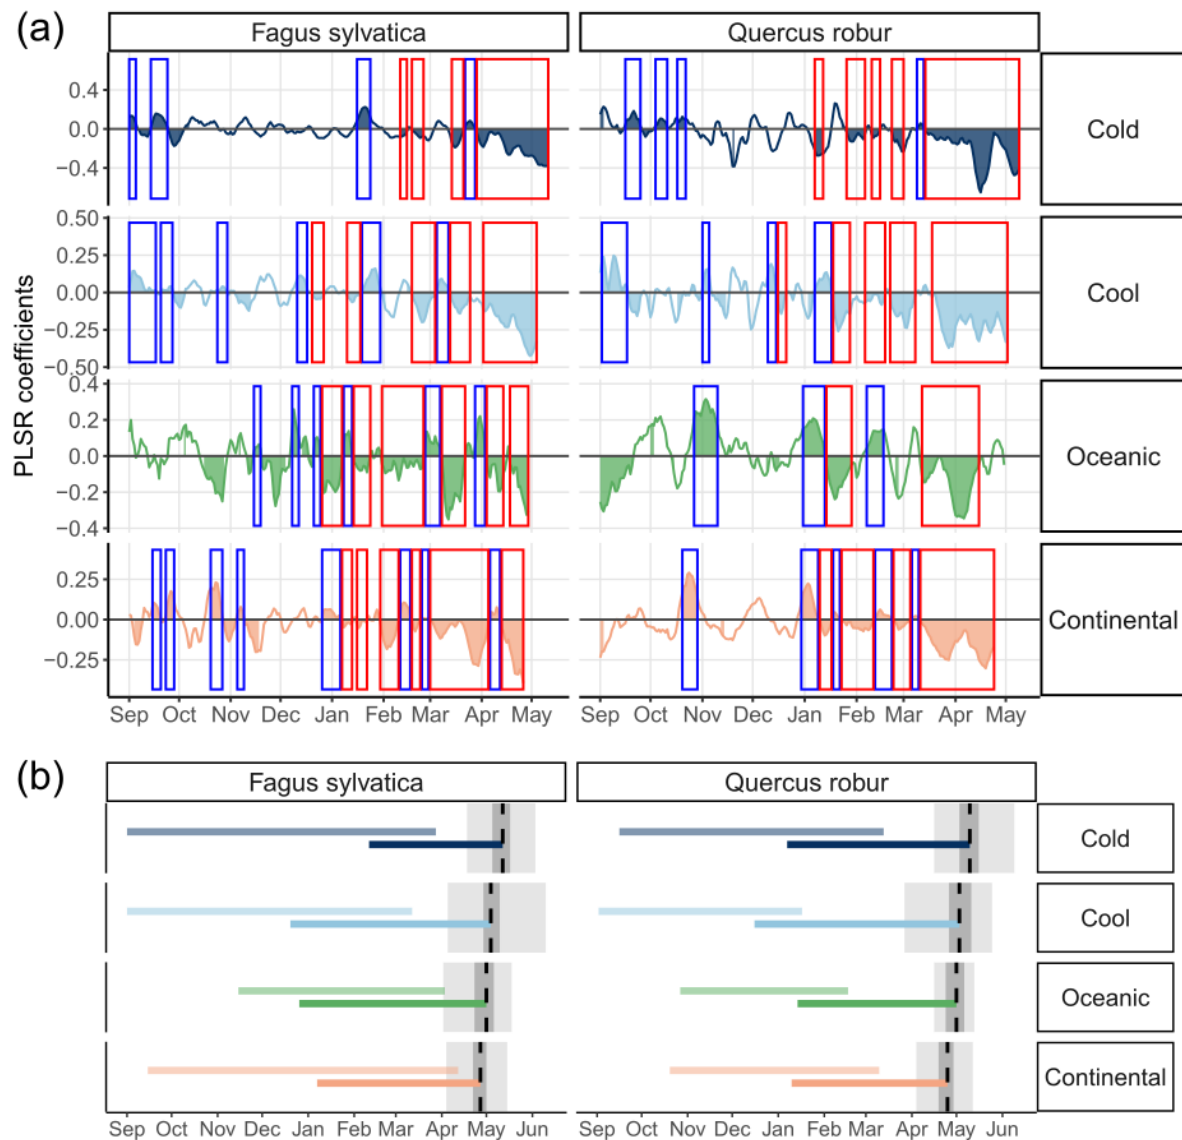 (a)
Fagus sylvatica
Quercus robur
PLSR coefficients
0.4
0.0
−0.4
Cold
0.50
0.25
0.00
−0.25
−0.50
Cool
0.4
0.2
0.0
−0.2
−0.4
Oceanic
0.25
0.00
−0.25
Continental
Sep Oct Nov Dec Jan Feb Mar Apr May
Sep Oct Nov Dec Jan Feb Mar Apr May
(b)
Fagus sylvatica
Quercus robur
Cold
Cool
Oceanic
Continental
Sep Oct Nov Dec Jan Feb Mar Apr May Jun
Sep Oct Nov Dec Jan Feb Mar Apr May Jun